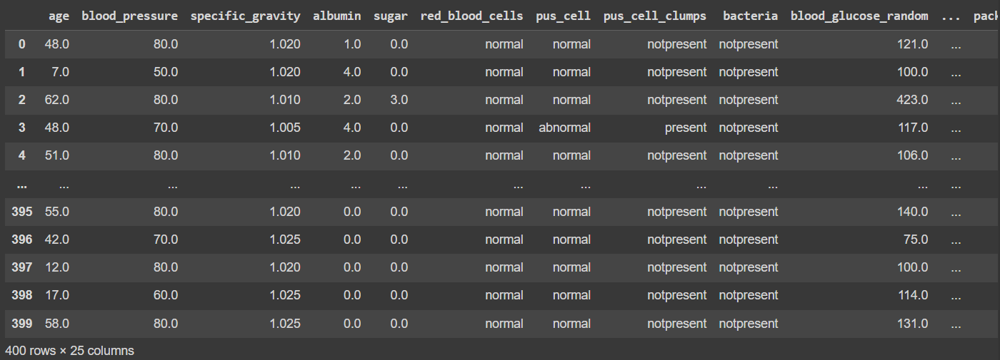 age blood_pressure specific_gravity albumin sugar red_blood_cells pus_cell pus_cell_clumps bacteria blood_glucose_random ... pack
0 48.0 80.0 1.020 1.0 0.0 normal normal notpresent notpresent 121.0 ...
1 7.0 50.0 1.020 4.0 0.0 normal normal notpresent notpresent 100.0 ...
2 62.0 80.0 1.010 2.0 3.0 normal normal notpresent notpresent 423.0 ...
3 48.0 70.0 1.005 4.0 0.0 normal abnormal present notpresent 117.0 ...
4 51.0 80.0 1.010 2.0 0.0 normal normal notpresent notpresent 106.0 ...
... ... ... ... ... ... ... ... ... ... ... ...
395 55.0 80.0 1.020 0.0 0.0 normal normal notpresent notpresent 140.0 ...
396 42.0 70.0 1.025 0.0 0.0 normal normal notpresent notpresent 75.0 ...
397 12.0 80.0 1.020 0.0 0.0 normal normal notpresent notpresent 100.0 ...
398 17.0 60.0 1.025 0.0 0.0 normal normal notpresent notpresent 114.0 ...
399 58.0 80.0 1.025 0.0 0.0 normal normal notpresent notpresent 131.0 ...
400 rows × 25 columns